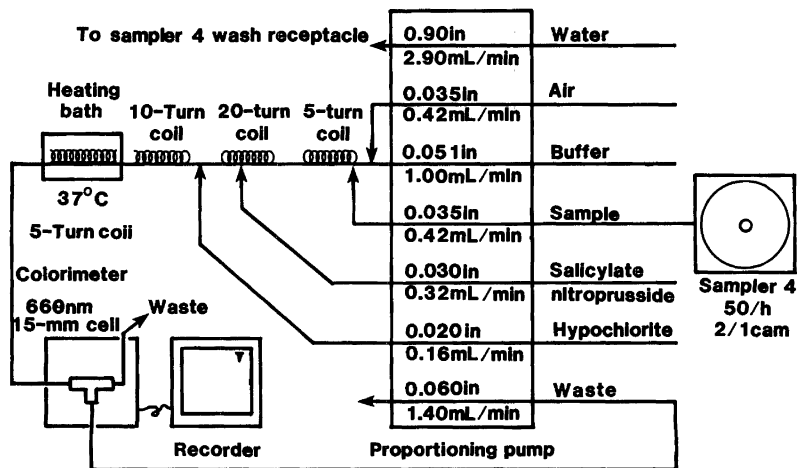 To sampler 4 wash receptacle
0.90in
Water
2.90mL/min
0.035in
Air
0.42mL/min
Heating
bath
10-Turn
coil
20-turn
coil
5-turn
coil
0.051in
Buffer
1.00mL/min
37°C
5-Turn coil
0.035in
Sample
0.42mL/min
0.030in
Salicylate
0.32mL/min
nitroprusside
Sampler 4
50/h
2/1cam
Colorimeter
660nm
15-mm cell
Waste
0.020in
Hypochlorite
0.16mL/min
0.060in
Waste
1.40mL/min
Recorder
Proportioning pump